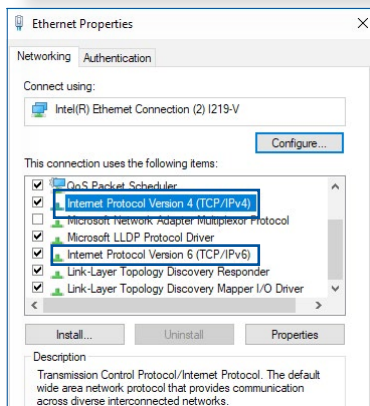 Ethernet Properties
Networking
Authentication
Connect using:
Intel(R) Ethernet Connection (2) I219-V
Configure...
This connection uses the following items:
QoS Packet Scheduler
Internet Protocol Version 4 (TCP/IPv4)
Microsoft Network Adapter Multiplexor Protocol
Microsoft LLDP Protocol Driver
Internet Protocol Version 6 (TCP/IPv6)
Link-Layer Topology Discovery Responder
Link-Layer Topology Discovery Mapper I/O Driver
Install...
Uninstall
Properties
Description
Transmission Control Protocol/Internet Protocol. The default
wide area network protocol that provides communication
across diverse interconnected networks.